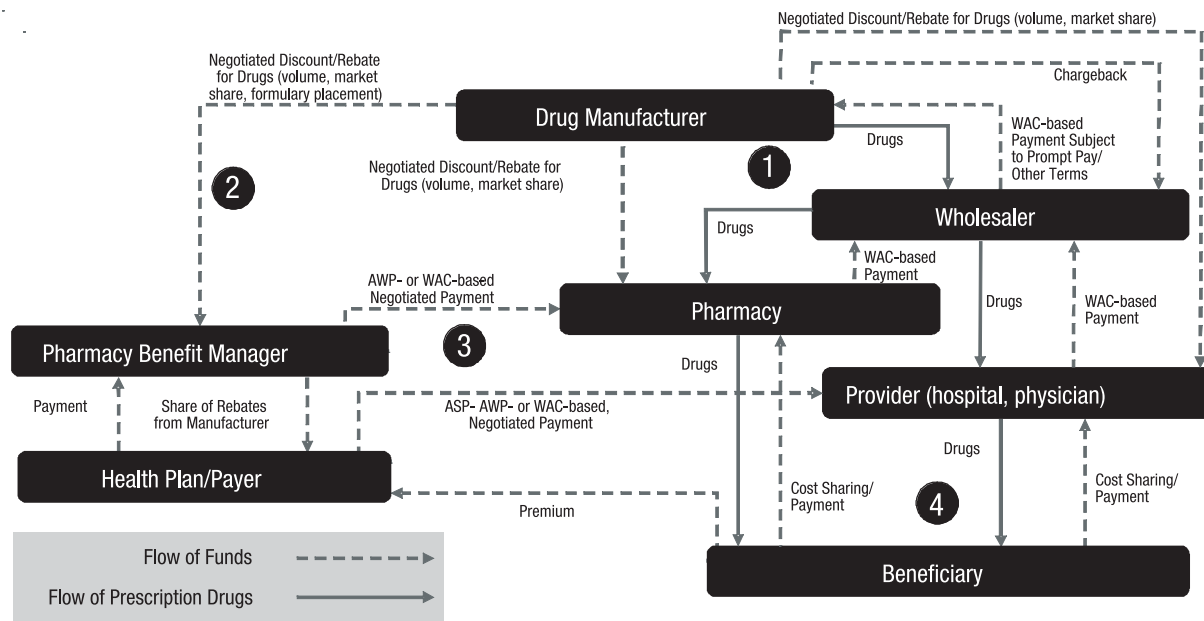 Negotiated Discount/Rebate for Drugs (volume, market share)
Negotiated Discount/Rebate
for Drugs (volume, market
share, formulary placement)
Chargeback
Drug Manufacturer
Drugs
WAC-based
Payment Subject
to Prompt Pay/
Other Terms
1
Negotiated Discount/Rebate for
Drugs (volume, market share)
2
Wholesaler
Drugs
WAC-based
Payment
AWP- or WAC-based
Negotiated Payment
Pharmacy
Drugs
WAC-based
Payment
3
Pharmacy Benefit Manager
Drugs
Provider (hospital, physician)
Payment
Share of Rebates
from Manufacturer
ASP- AWP- or WAC-based,
Negotiated Payment
Drugs
Health Plan/Payer
Cost Sharing/
Payment
4
Cost Sharing/
Payment
Premium
Beneficiary
Flow of Funds
Flow of Prescription Drugs